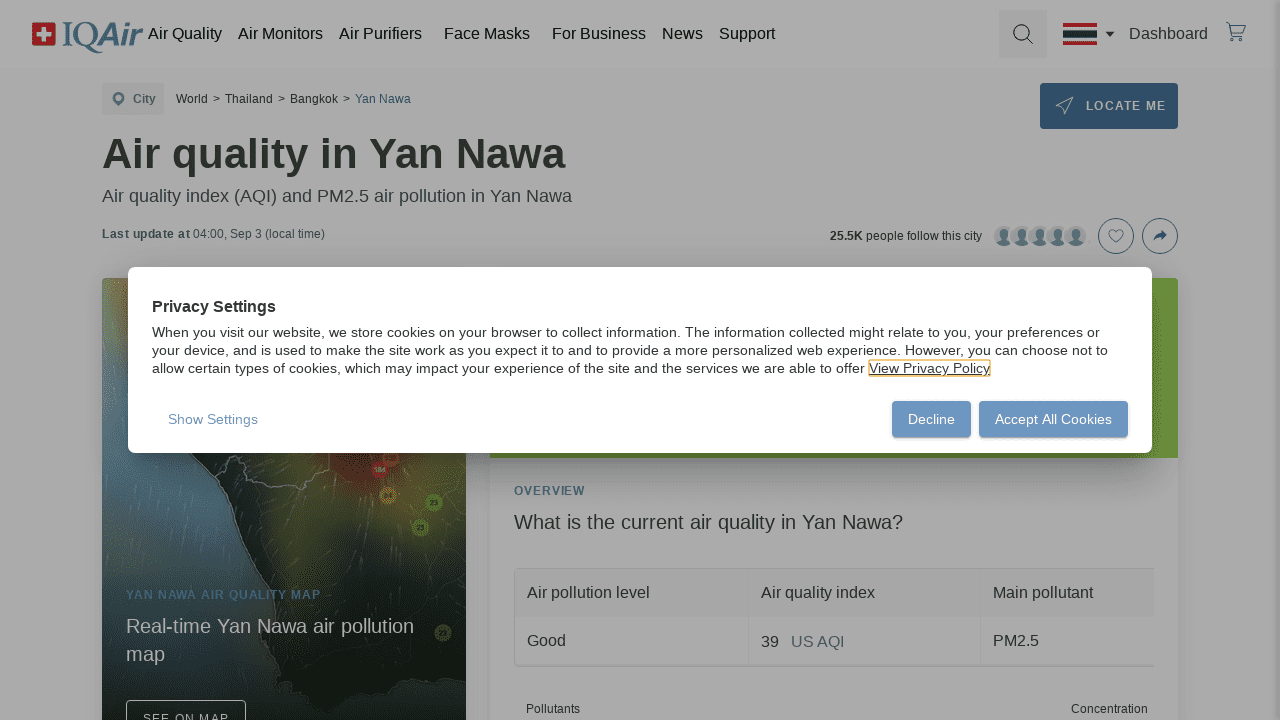 IQAir Air Quality Air Monitors Air Purifiers Face Masks For Business News Support Dashboard
City World > Thailand > Bangkok > Yan Nawa
LOCATE ME
Air quality in Yan Nawa
Air quality index (AQI) and PM2.5 air pollution in Yan Nawa
Last update at 04:00, Sep 3 (local time)
25.5K people follow this city
Privacy Settings
When you visit our website, we store cookies on your browser to collect information. The information collected might relate to you, your preferences or
your device, and is used to make the site work as you expect it to and to provide a more personalized web experience. However, you can choose not to
allow certain types of cookies, which may impact your experience of the site and the services we are able to offer View Privacy Policy
Show Settings Decline Accept All Cookies
YAN NAWA AIR QUALITY MAP
Real-time Yan Nawa air pollution
map
SEE ON MAP
OVERVIEW
What is the current air quality in Yan Nawa?
Air pollution level Air quality index Main pollutant
Good 39 US AQI PM2.5
Pollutants Concentration